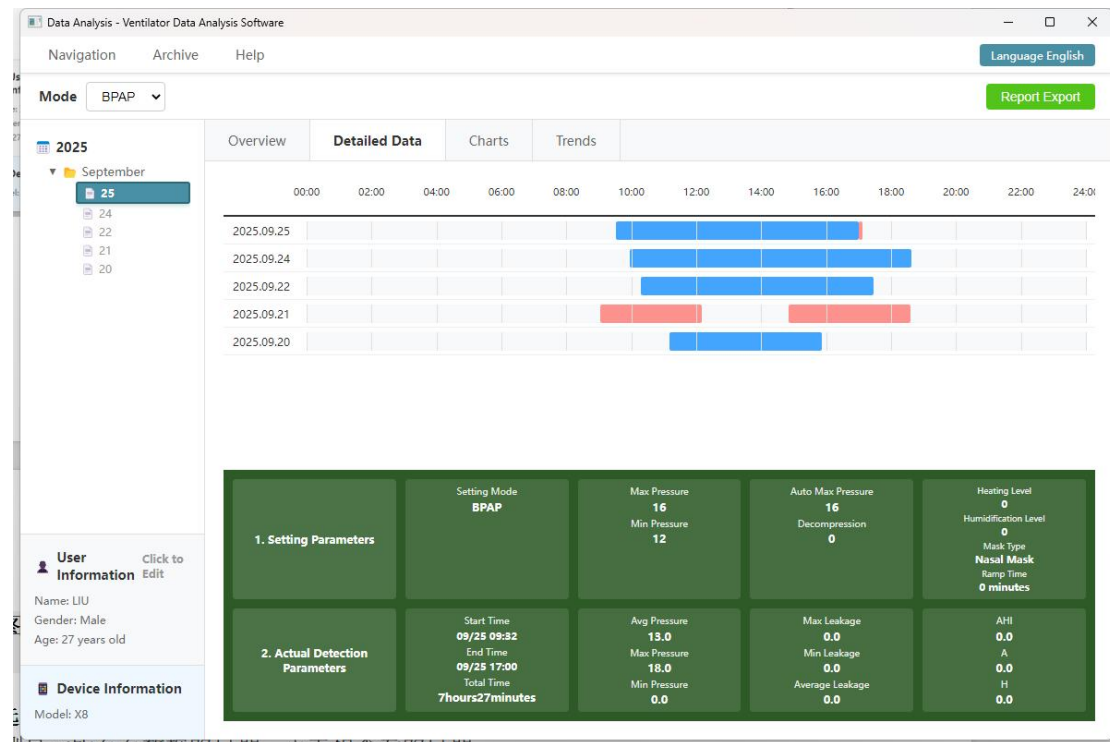 Data Analysis - Ventilator Data Analysis Software
Navigation Archive Help Language English
Mode BPAP Report Export
2025
September
25
24
22
21
20
Overview Detailed Data Charts Trends
00:00 02:00 04:00 06:00 08:00 10:00 12:00 14:00 16:00 18:00 20:00 22:00 24:00
2025.09.25
2025.09.24
2025.09.22
2025.09.21
2025.09.20
1. Setting Parameters
Setting Mode
BPAP
Max Pressure
16
Min Pressure
12
Auto Max Pressure
16
Decompression
0
Heating Level
0
Humidification Level
0
Mask Type
Nasal Mask
Ramp Time
0 minutes
2. Actual Detection
Parameters
Start Time
09/25 09:32
End Time
09/25 17:00
Total Time
7hours27minutes
Avg Pressure
13.0
Max Pressure
18.0
Min Pressure
0.0
Max Leakage
0.0
Min Leakage
0.0
Average Leakage
0.0
AHI
0.0
A
0.0
H
0.0
User Information
Click to Edit
Name: LIU
Gender: Male
Age: 27 years old
Device Information
Model: X8